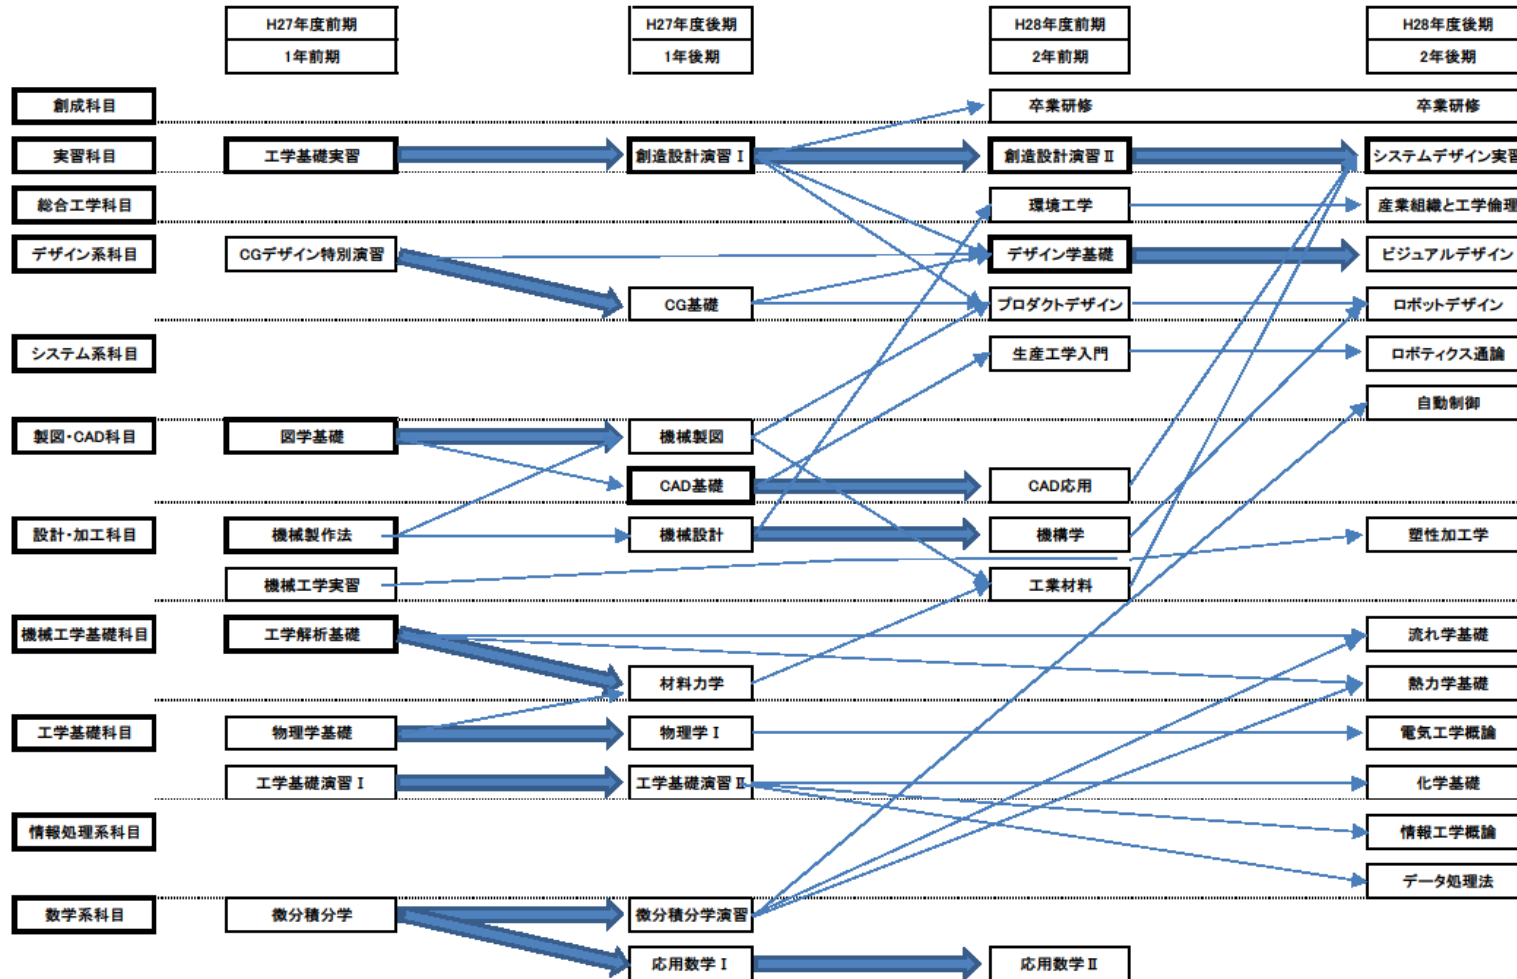 H27年度前期
H27年度後期
H28年度前期
H28年度後期
1年前期
1年後期
2年前期
2年後期
創成科目
卒業研修
卒業研修
実習科目
工学基礎実習
創造設計演習Ⅰ
創造設計演習Ⅱ
システムデザイン実習
総合工学科目
環境工学
産業組織と工学倫理
デザイン系科目
CGデザイン特別演習
デザイン学基礎
ビジュアルデザイン
CG基礎
プロダクトデザイン
ロボットデザイン
システム系科目
生産工学入門
ロボティクス通論
自動制御
製図・CAD科目
図学基礎
機械製図
CAD基礎
CAD応用
設計・加工科目
機械製作法
機械設計
機構学
塑性加工学
機械工学実習
工業材料
機械工学基礎科目
工学解析基礎
流れ学基礎
材料力学
熱力学基礎
工学基礎科目
物理学基礎
物理学Ⅰ
電気工学概論
工学基礎演習Ⅰ
工学基礎演習Ⅱ
化学基礎
情報処理系科目
情報工学概論
データ処理法
数学系科目
微分積分学
微分積分学演習
応用数学Ⅰ
応用数学Ⅱ